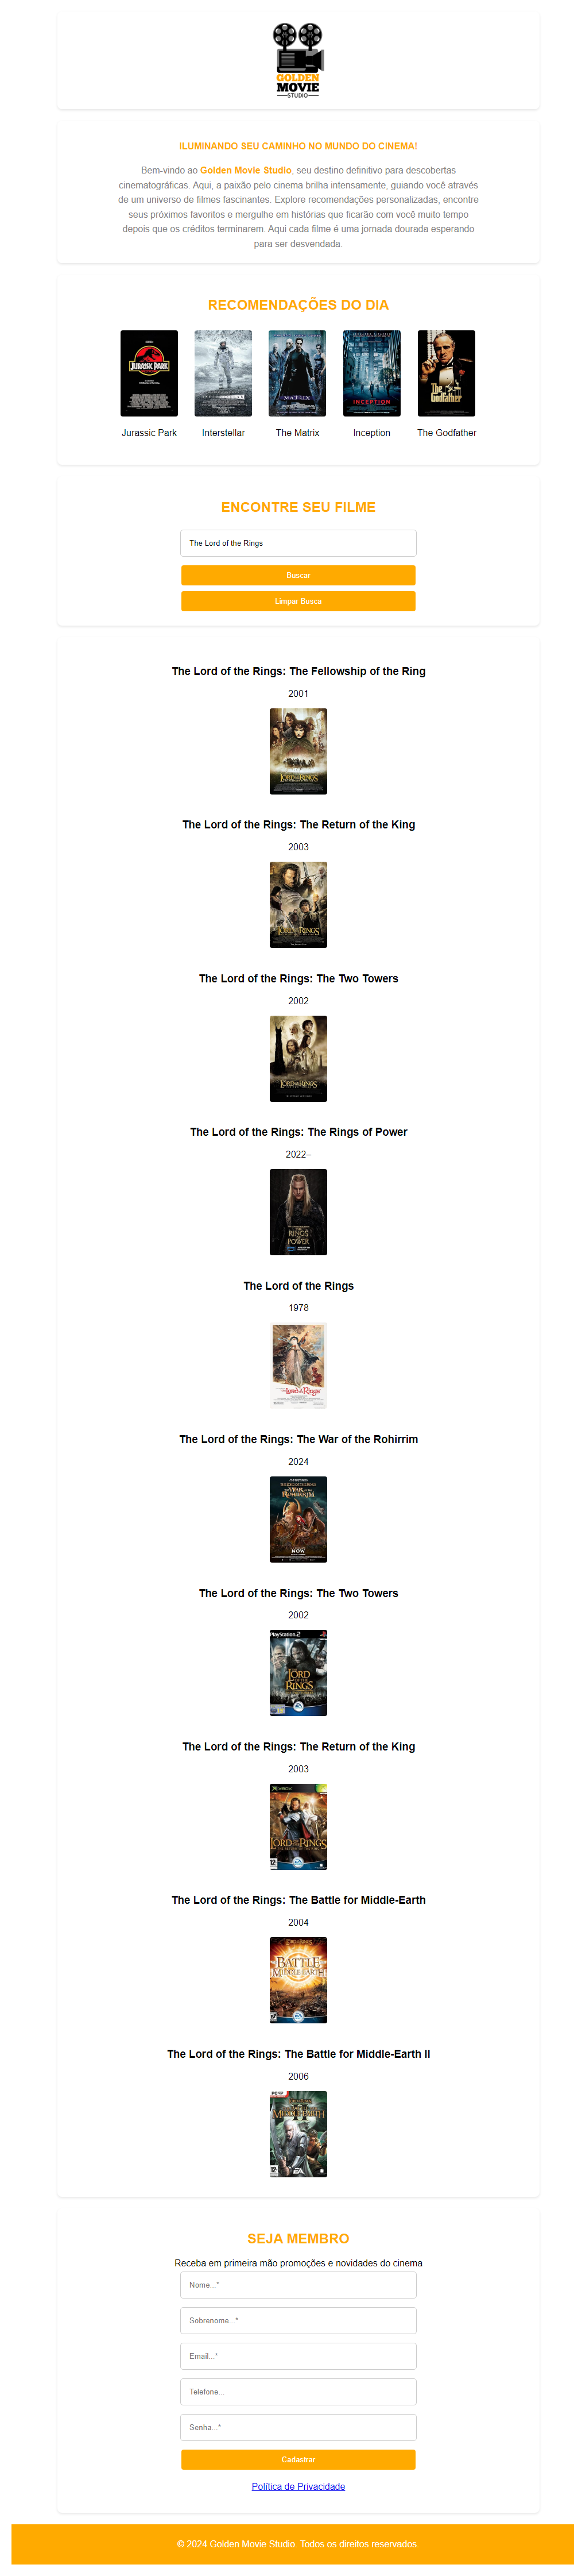 GOLDEN
MOVIE
STUDIO
ILUMINANDO SEU CAMINHO NO MUNDO DO CINEMA!
Bem-vindo ao Golden Movie Studio, seu destino definitivo para descobertas
cinematográficas. Aqui, a paixão pelo cinema brilha intensamente, guiando você através
de um universo de filmes fascinantes. Explore recomendações personalizadas, encontre
seus próximos favoritos e mergulhe em histórias que ficarão com você muito tempo
depois que os créditos terminarem. Aqui cada filme é uma jornada dourada esperando
para ser desvendada.
RECOMENDAÇÕES DO DIA
JURASSIC PARK
MATRIX
INCEPTION
The Godfather
Jurassic Park
Interstellar
The Matrix
Inception
The Godfather
ENCONTRE SEU FILME
The Lord of the Rings
Buscar
Limpar Busca
The Lord of the Rings: The Fellowship of the Ring
2001
The Lord of the Rings: The Return of the King
2003
The Lord of the Rings: The Two Towers
2002
The Lord of the Rings: The Rings of Power
2022–
The Lord of the Rings
1978
The Lord of the Rings: The War of the Rohirrim
2024
The Lord of the Rings: The Two Towers
2002
PlayStation 2
The Lord of the Rings: The Return of the King
2003
The Lord of the Rings: The Battle for Middle-Earth
2004
The Lord of the Rings: The Battle for Middle-Earth II
2006
SEJA MEMBRO
Receba em primeira mão promoções e novidades do cinema
Nome...*
Sobrenome...*
Email...*
Telefone...
Senha...*
Cadastrar
Política de Privacidade
© 2024 Golden Movie Studio. Todos os direitos reservados.